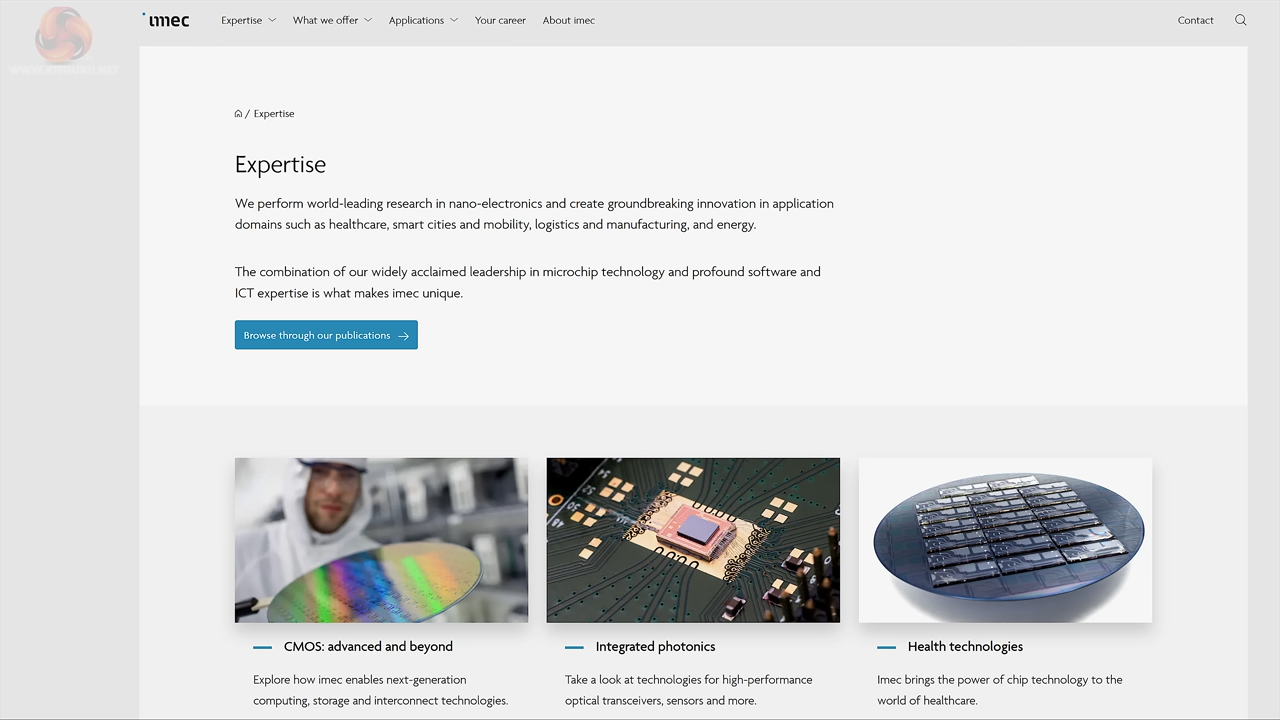 imec
Expertise
What we offer
Applications
Your career
About imec
Contact
/ Expertise
Expertise
We perform world-leading research in nano-electronics and create groundbreaking innovation in application
domains such as healthcare, smart cities and mobility, logistics and manufacturing, and energy.
The combination of our widely acclaimed leadership in microchip technology and profound software and
ICT expertise is what makes imec unique.
Browse through our publications
CMOS: advanced and beyond
Explore how imec enables next-generation
computing, storage and interconnect technologies.
Integrated photonics
Take a look at technologies for high-performance
optical transceivers, sensors and more.
Health technologies
Imec brings the power of chip technology to the
world of healthcare.